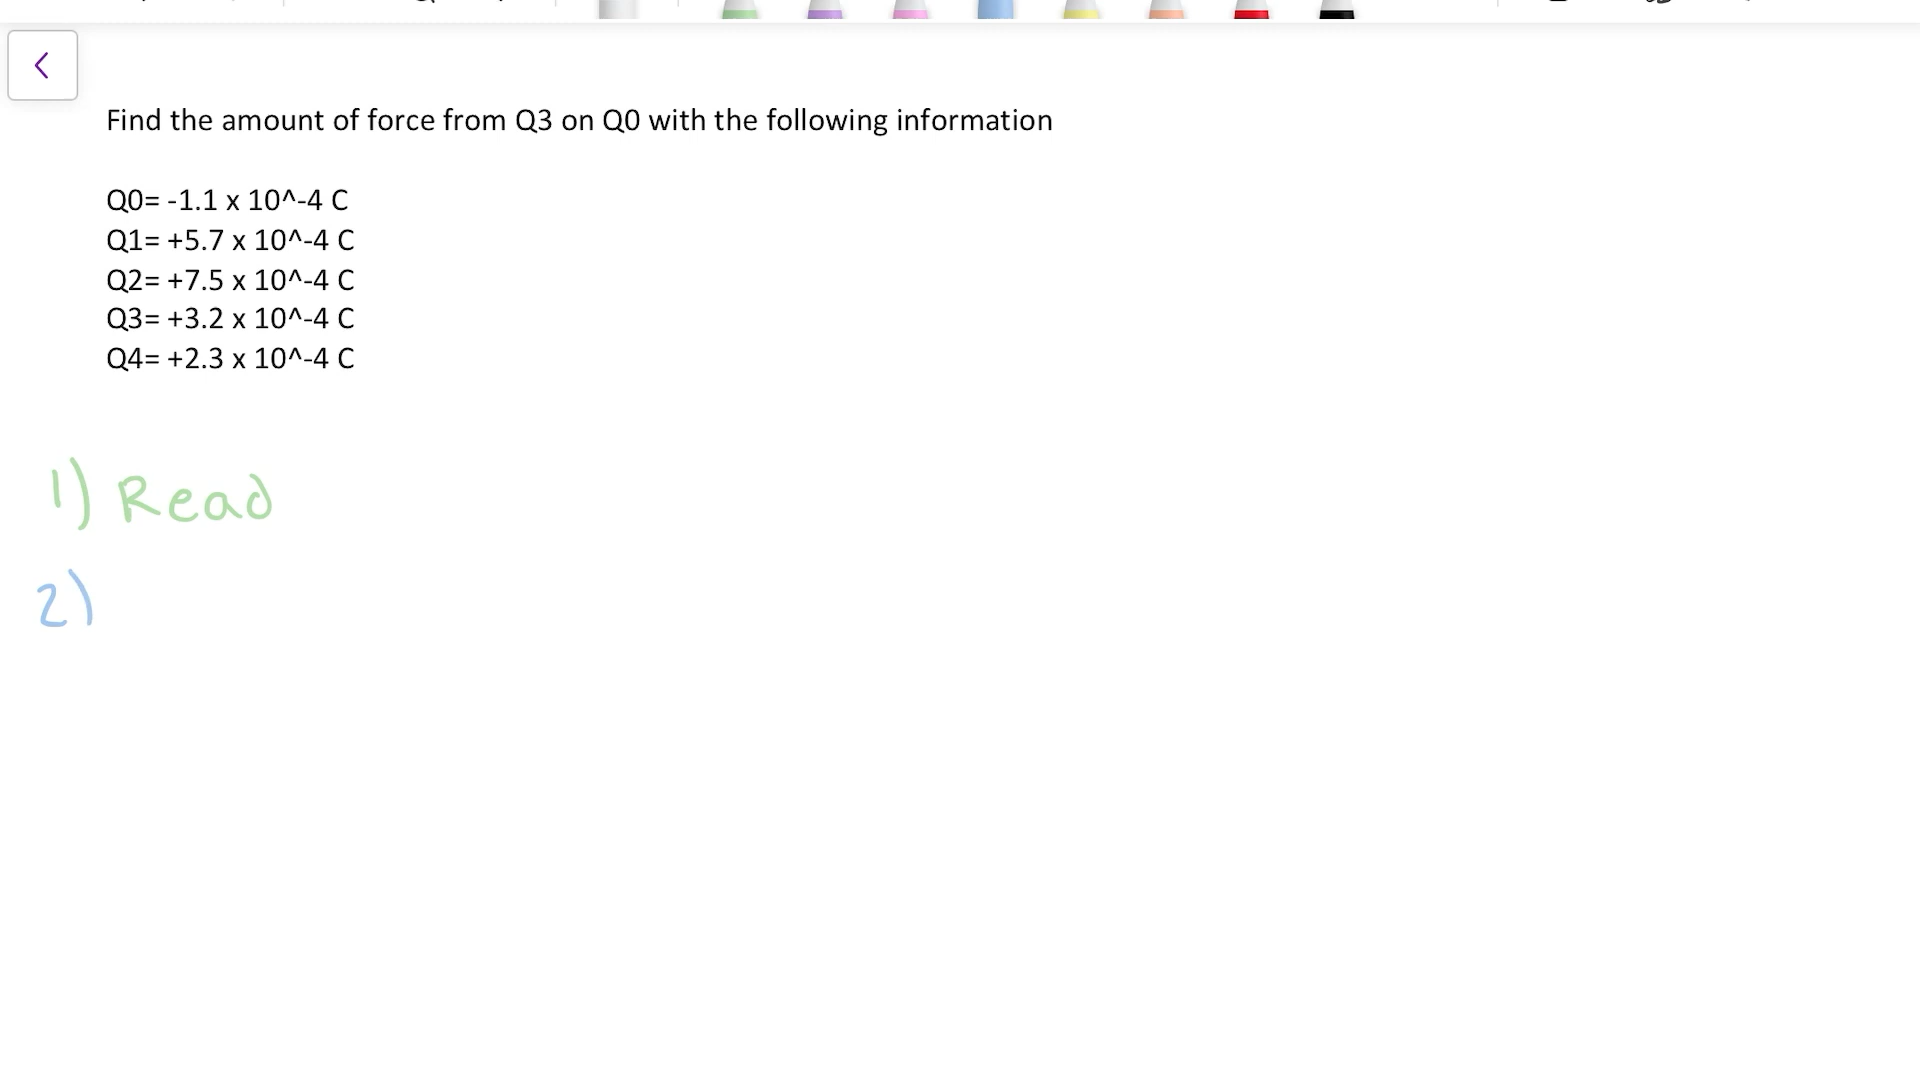 Find the amount of force from Q3 on Q0 with the following information
Q0= -1.1 x 10^-4 C
Q1= +5.7 x 10^-4 C
Q2= +7.5 x 10^-4 C
Q3= +3.2 x 10^-4 C
Q4= +2.3 x 10^-4 C
1) Read
2)